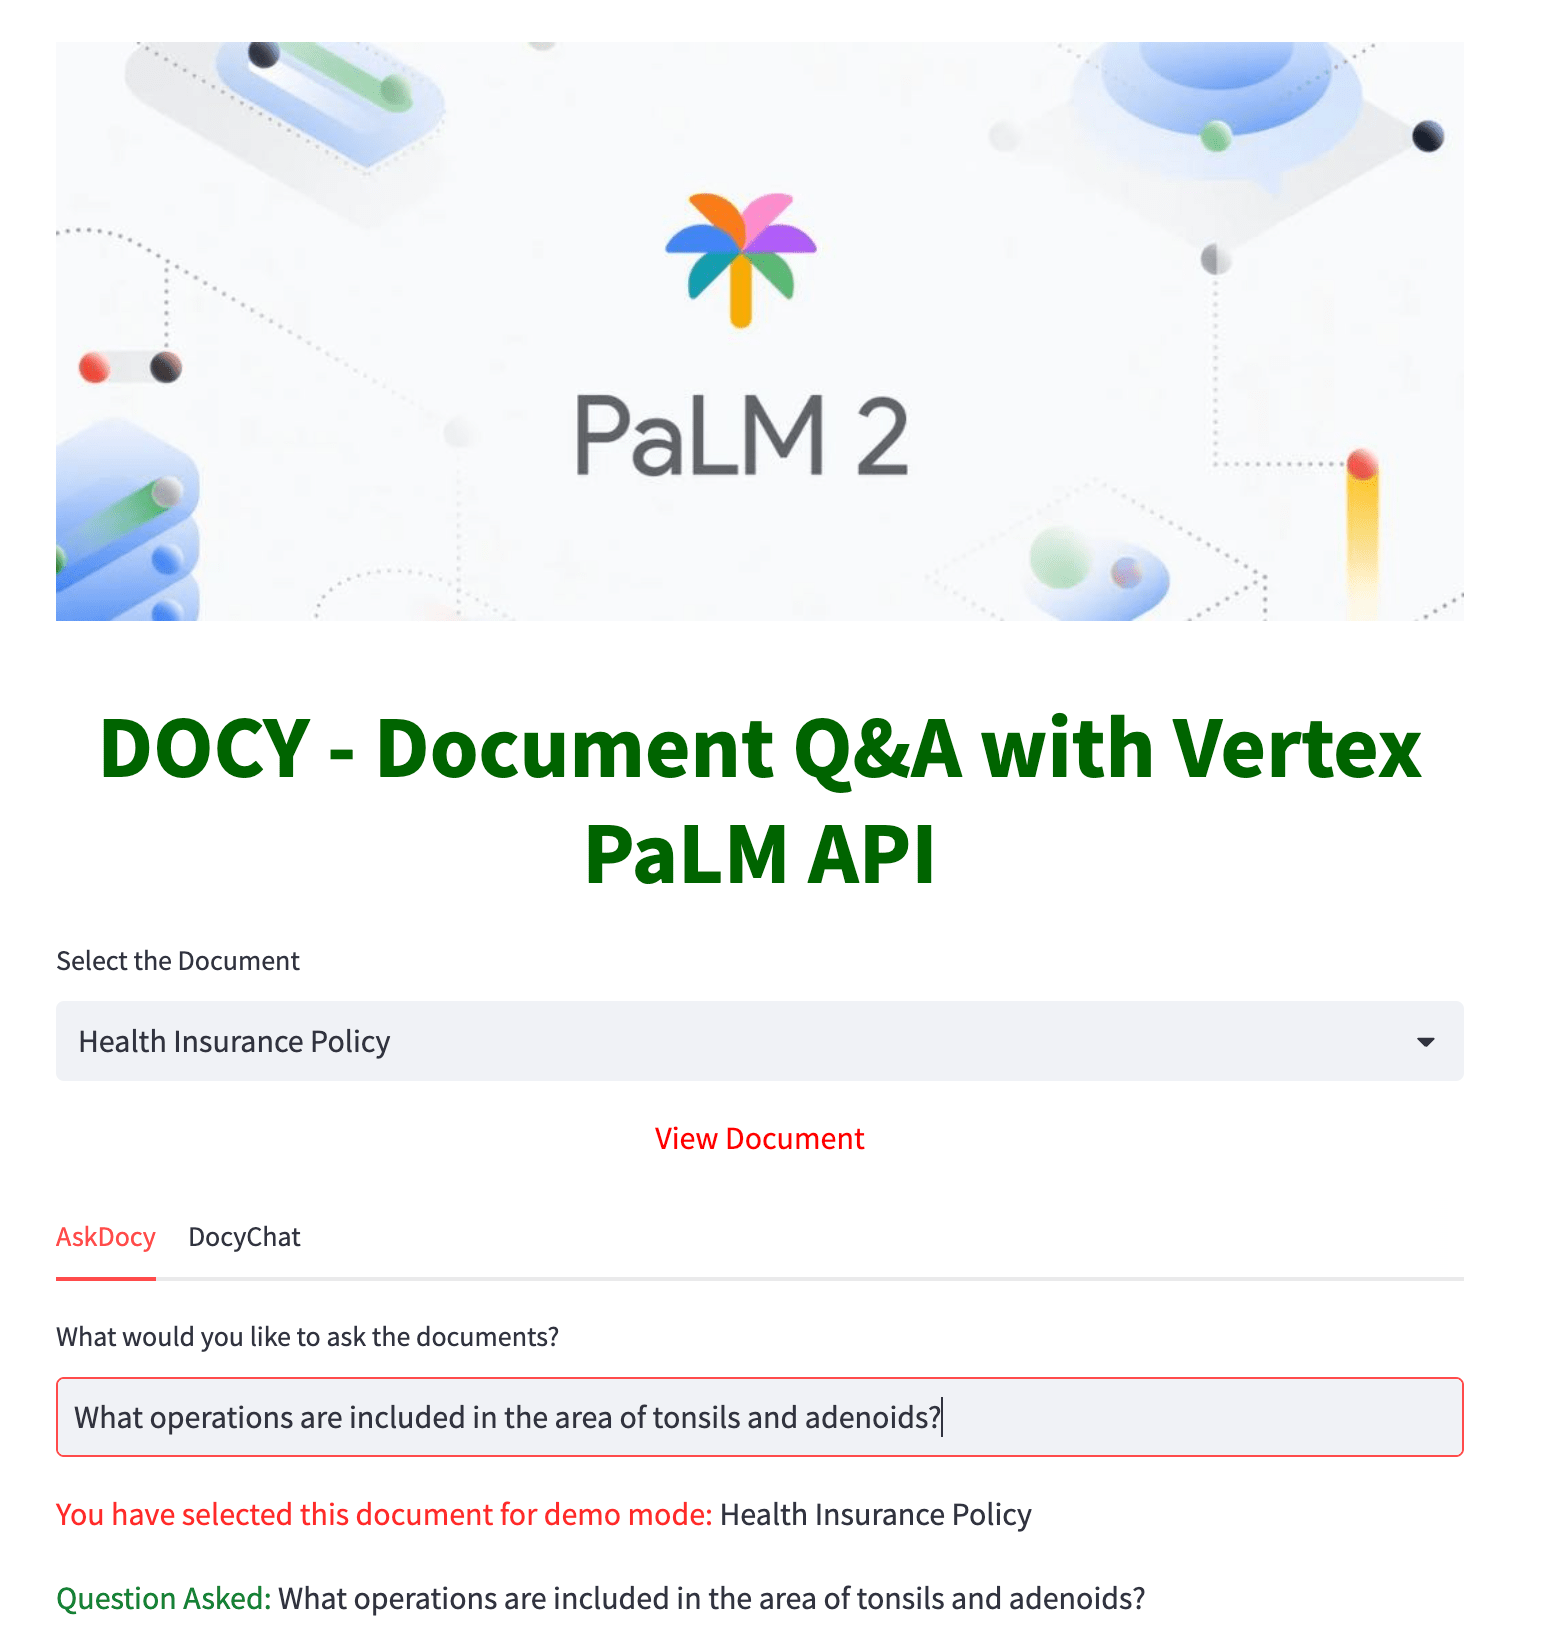 PaLM 2
DOCY - Document Q&A with Vertex
PaLM API
Select the Document
Health Insurance Policy
View Document
AskDocy DocyChat
What would you like to ask the documents?
What operations are included in the area of tonsils and adenoids?
You have selected this document for demo mode: Health Insurance Policy
Question Asked: What operations are included in the area of tonsils and adenoids?